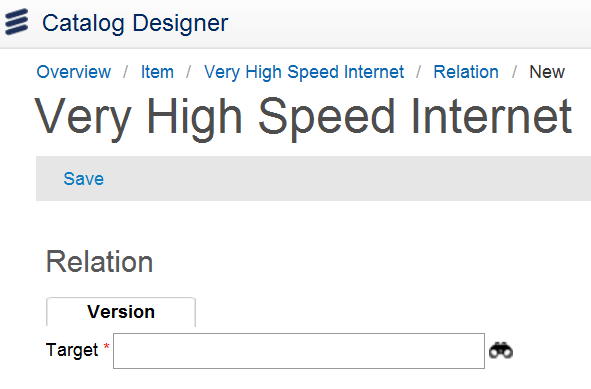 Catalog Designer
Overview / Item / Very High Speed Internet / Relation / New
Very High Speed Internet
Save
Relation
Version
Target *